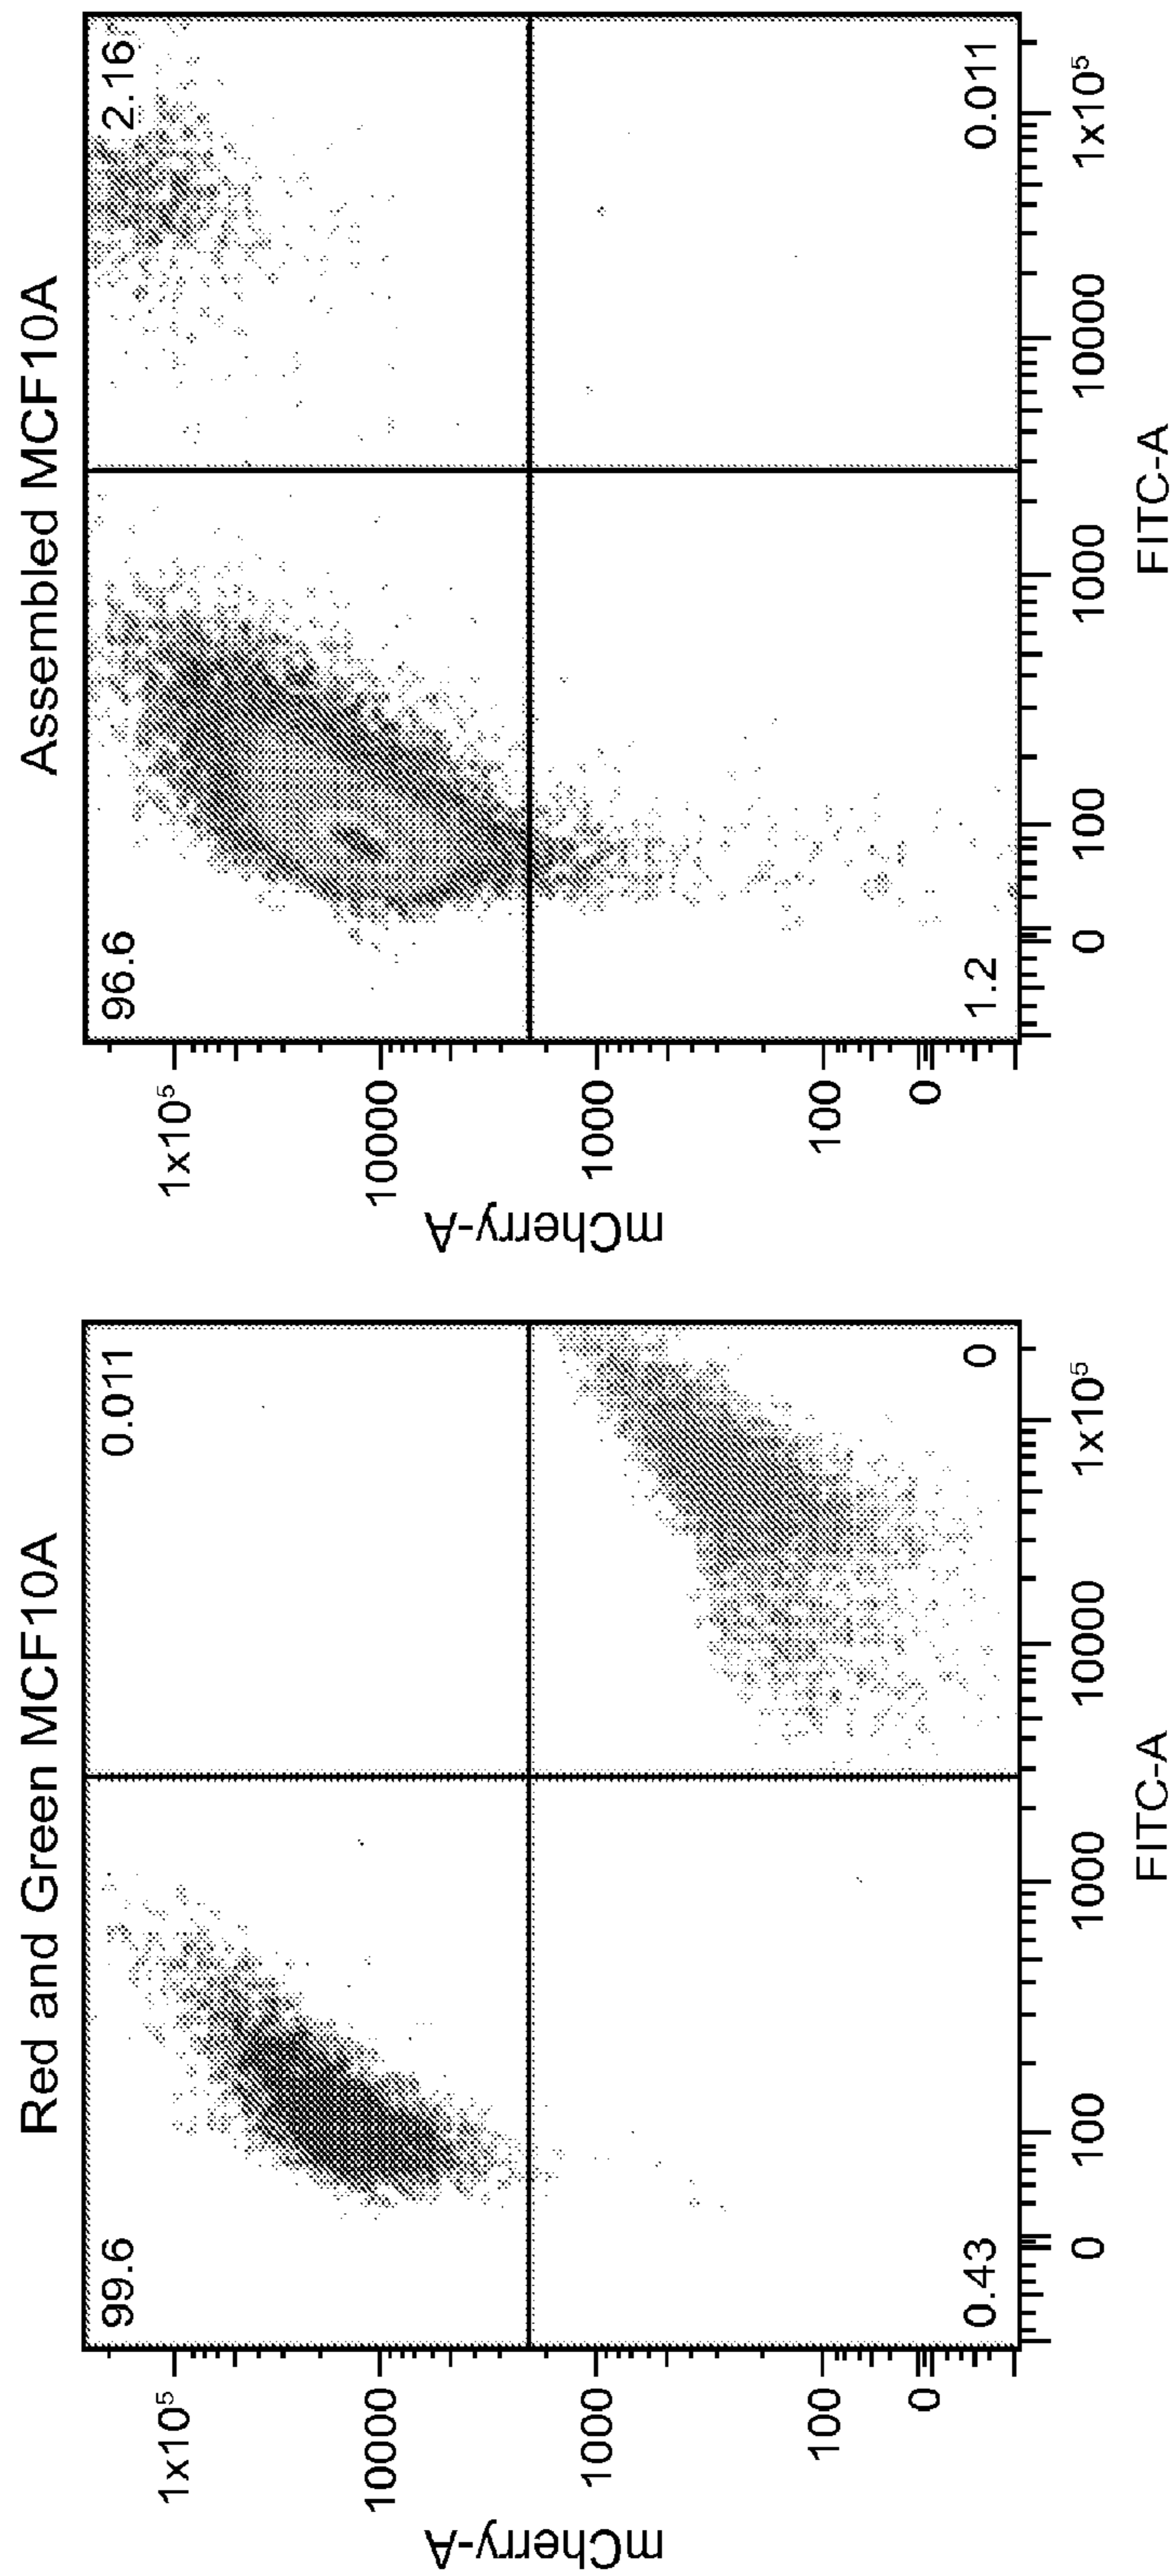 Red and Green MCF10A
99.6
0.011
0.43
0
1x10⁵
10000
1000
100
0
mCherry-A
0
100
1000
10000
1x10⁵
FITC-A
Assembled MCF10A
96.6
2.16
1.2
0.011
1x10⁵
10000
1000
100
0
mCherry-A
0
100
1000
10000
1x10⁵
FITC-A